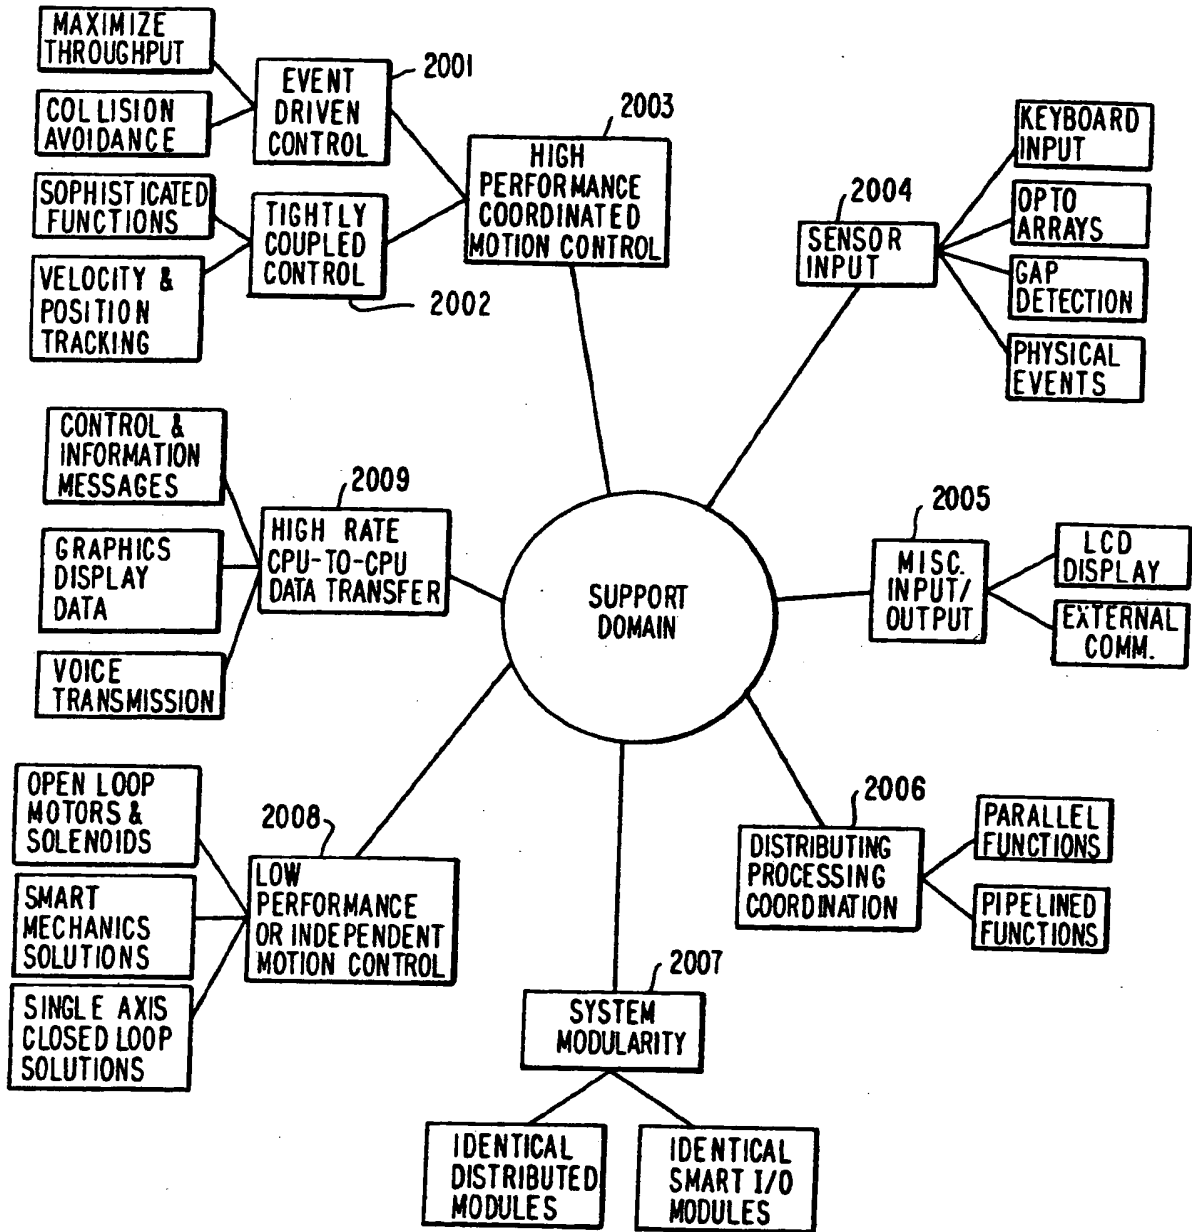 MAXIMIZE
THROUGHPUT
COLLISION
AVOIDANCE
SOPHISTICATED
FUNCTIONS
VELOCITY &
POSITION
TRACKING
EVENT
DRIVEN
CONTROL
2001
TIGHTLY
COUPLED
CONTROL
2002
2003
HIGH
PERFORMANCE
COORDINATED
MOTION CONTROL
2004
SENSOR
INPUT
KEYBOARD
INPUT
OPTO
ARRAYS
GAP
DETECTION
PHYSICAL
EVENTS
CONTROL &
INFORMATION
MESSAGES
GRAPHICS
DISPLAY
DATA
VOICE
TRANSMISSION
2009
HIGH RATE
CPU-TO-CPU
DATA TRANSFER
SUPPORT
DOMAIN
2005
MISC.
INPUT/
OUTPUT
LCD
DISPLAY
EXTERNAL
COMM.
OPEN LOOP
MOTORS &
SOLENOIDS
SMART
MECHANICS
SOLUTIONS
SINGLE AXIS
CLOSED LOOP
SOLUTIONS
2008
LOW
PERFORMANCE
OR INDEPENDENT
MOTION CONTROL
2006
DISTRIBUTING
PROCESSING
COORDINATION
PARALLEL
FUNCTIONS
PIPELINED
FUNCTIONS
2007
SYSTEM
MODULARITY
IDENTICAL
DISTRIBUTED
MODULES
IDENTICAL
SMART I/O
MODULES